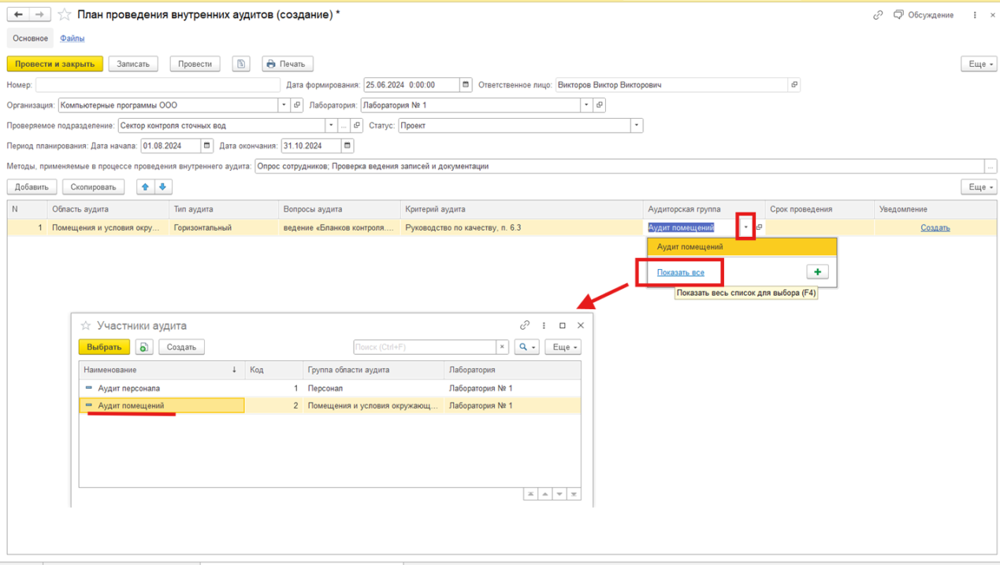 План проведения внутренних аудитов (создание) *
Обсуждение
Основное Файлы
Провести и закрыть Записать Провести Печать Еще
Номер: Дата формирования: 25.06.2024 0:00:00 Ответственное лицо: Викторов Виктор Викторович
Организация: Компьютерные программы ООО Лаборатория: Лаборатория № 1
Проверяемое подразделение: Сектор контроля сточных вод ... Статус: Проект
Период планирования: Дата начала: 01.08.2024 Дата окончания: 31.10.2024
Методы, применяемые в процессе проведения внутреннего аудита: Опрос сотрудников; Проверка ведения записей и документации ...
Добавить Скопировать Еще
N Область аудита Тип аудита Вопросы аудита Критерий аудита Аудиторская группа Срок проведения Уведомление
1 Помещения и условия окру... Горизонтальный ведение «Бланков контроля.... Руководство по качеству, п. 6.3 Аудит помещений Создать
Аудит помещений
Показать все
Показать весь список для выбора (F4)
Участники аудита
Выбрать Создать Поиск (Ctrl+F) × Еще
Наименование ↓ Код Группа области аудита Лаборатория
Аудит персонала 1 Персонал Лаборатория № 1
Аудит помещений 2 Помещения и условия окружающ... Лаборатория № 1